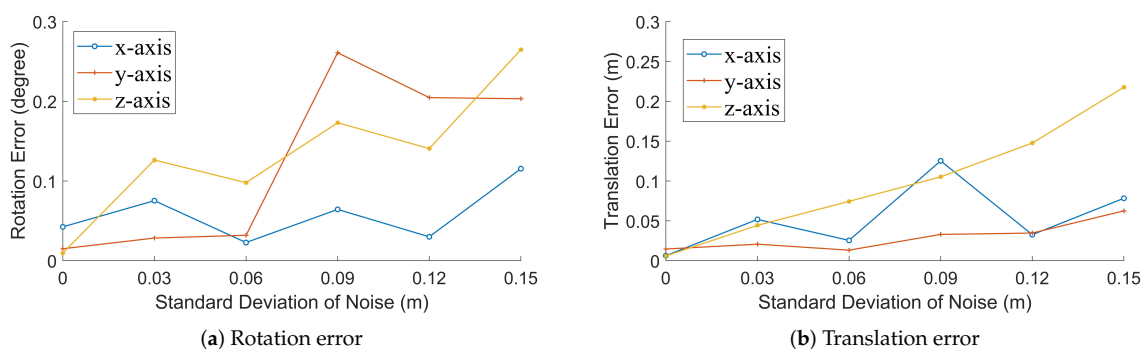 0.3
0.2
0.1
0
Rotation Error (degree)
x-axis
y-axis
z-axis
0 0.03 0.06 0.09 0.12 0.15
Standard Deviation of Noise (m)
(a) Rotation error
0.3
0.25
0.2
0.15
0.1
0.05
0
Translation Error (m)
x-axis
y-axis
z-axis
0 0.03 0.06 0.09 0.12 0.15
Standard Deviation of Noise (m)
(b) Translation error